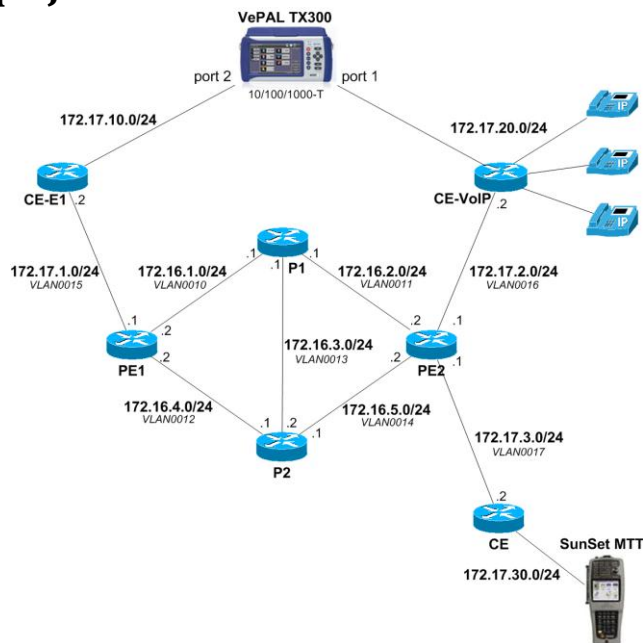 VePAL TX300
port 2
port 1
10/100/1000-T
172.17.10.0/24
172.17.20.0/24
IP
IP
IP
CE-E1
.2
CE-VoIP
.2
P1
.1
.1
.1
172.17.1.0/24
VLAN0015
172.16.1.0/24
VLAN0010
172.16.2.0/24
VLAN0011
172.17.2.0/24
VLAN0016
.1
.2
.2
.1
PE1
.2
172.16.3.0/24
VLAN0013
.2
PE2
.1
172.16.4.0/24
VLAN0012
172.16.5.0/24
VLAN0014
.1
.2
.1
P2
172.17.3.0/24
VLAN0017
.2
CE
SunSet MTT
172.17.30.0/24